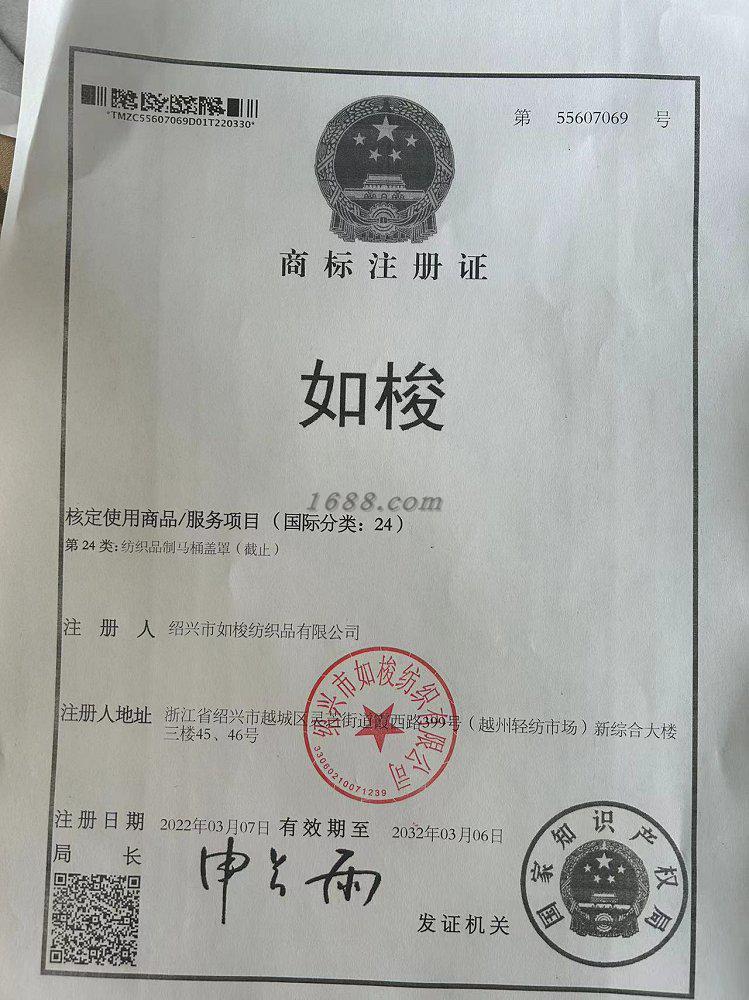 *TMZC55607069D01T220330*
第 55607069 号
商标注册证
如梭
1688.com
核定使用商品/服务项目（国际分类：24）
第 24 类：纺织品制马桶盖罩（截止）
注 册 人 绍兴市如梭纺织品有限公司
注册人地址 浙江省绍兴市越城区灵芝街道霞西路399号（越州轻纺市场）新综合大楼
三楼45、46号
绍兴市如梭纺织有限公司
33060210071239
注册日期 2022年03月07日 有效期至 2032年03月06日
局 长 申长雨
发证机关
国家知识产权局